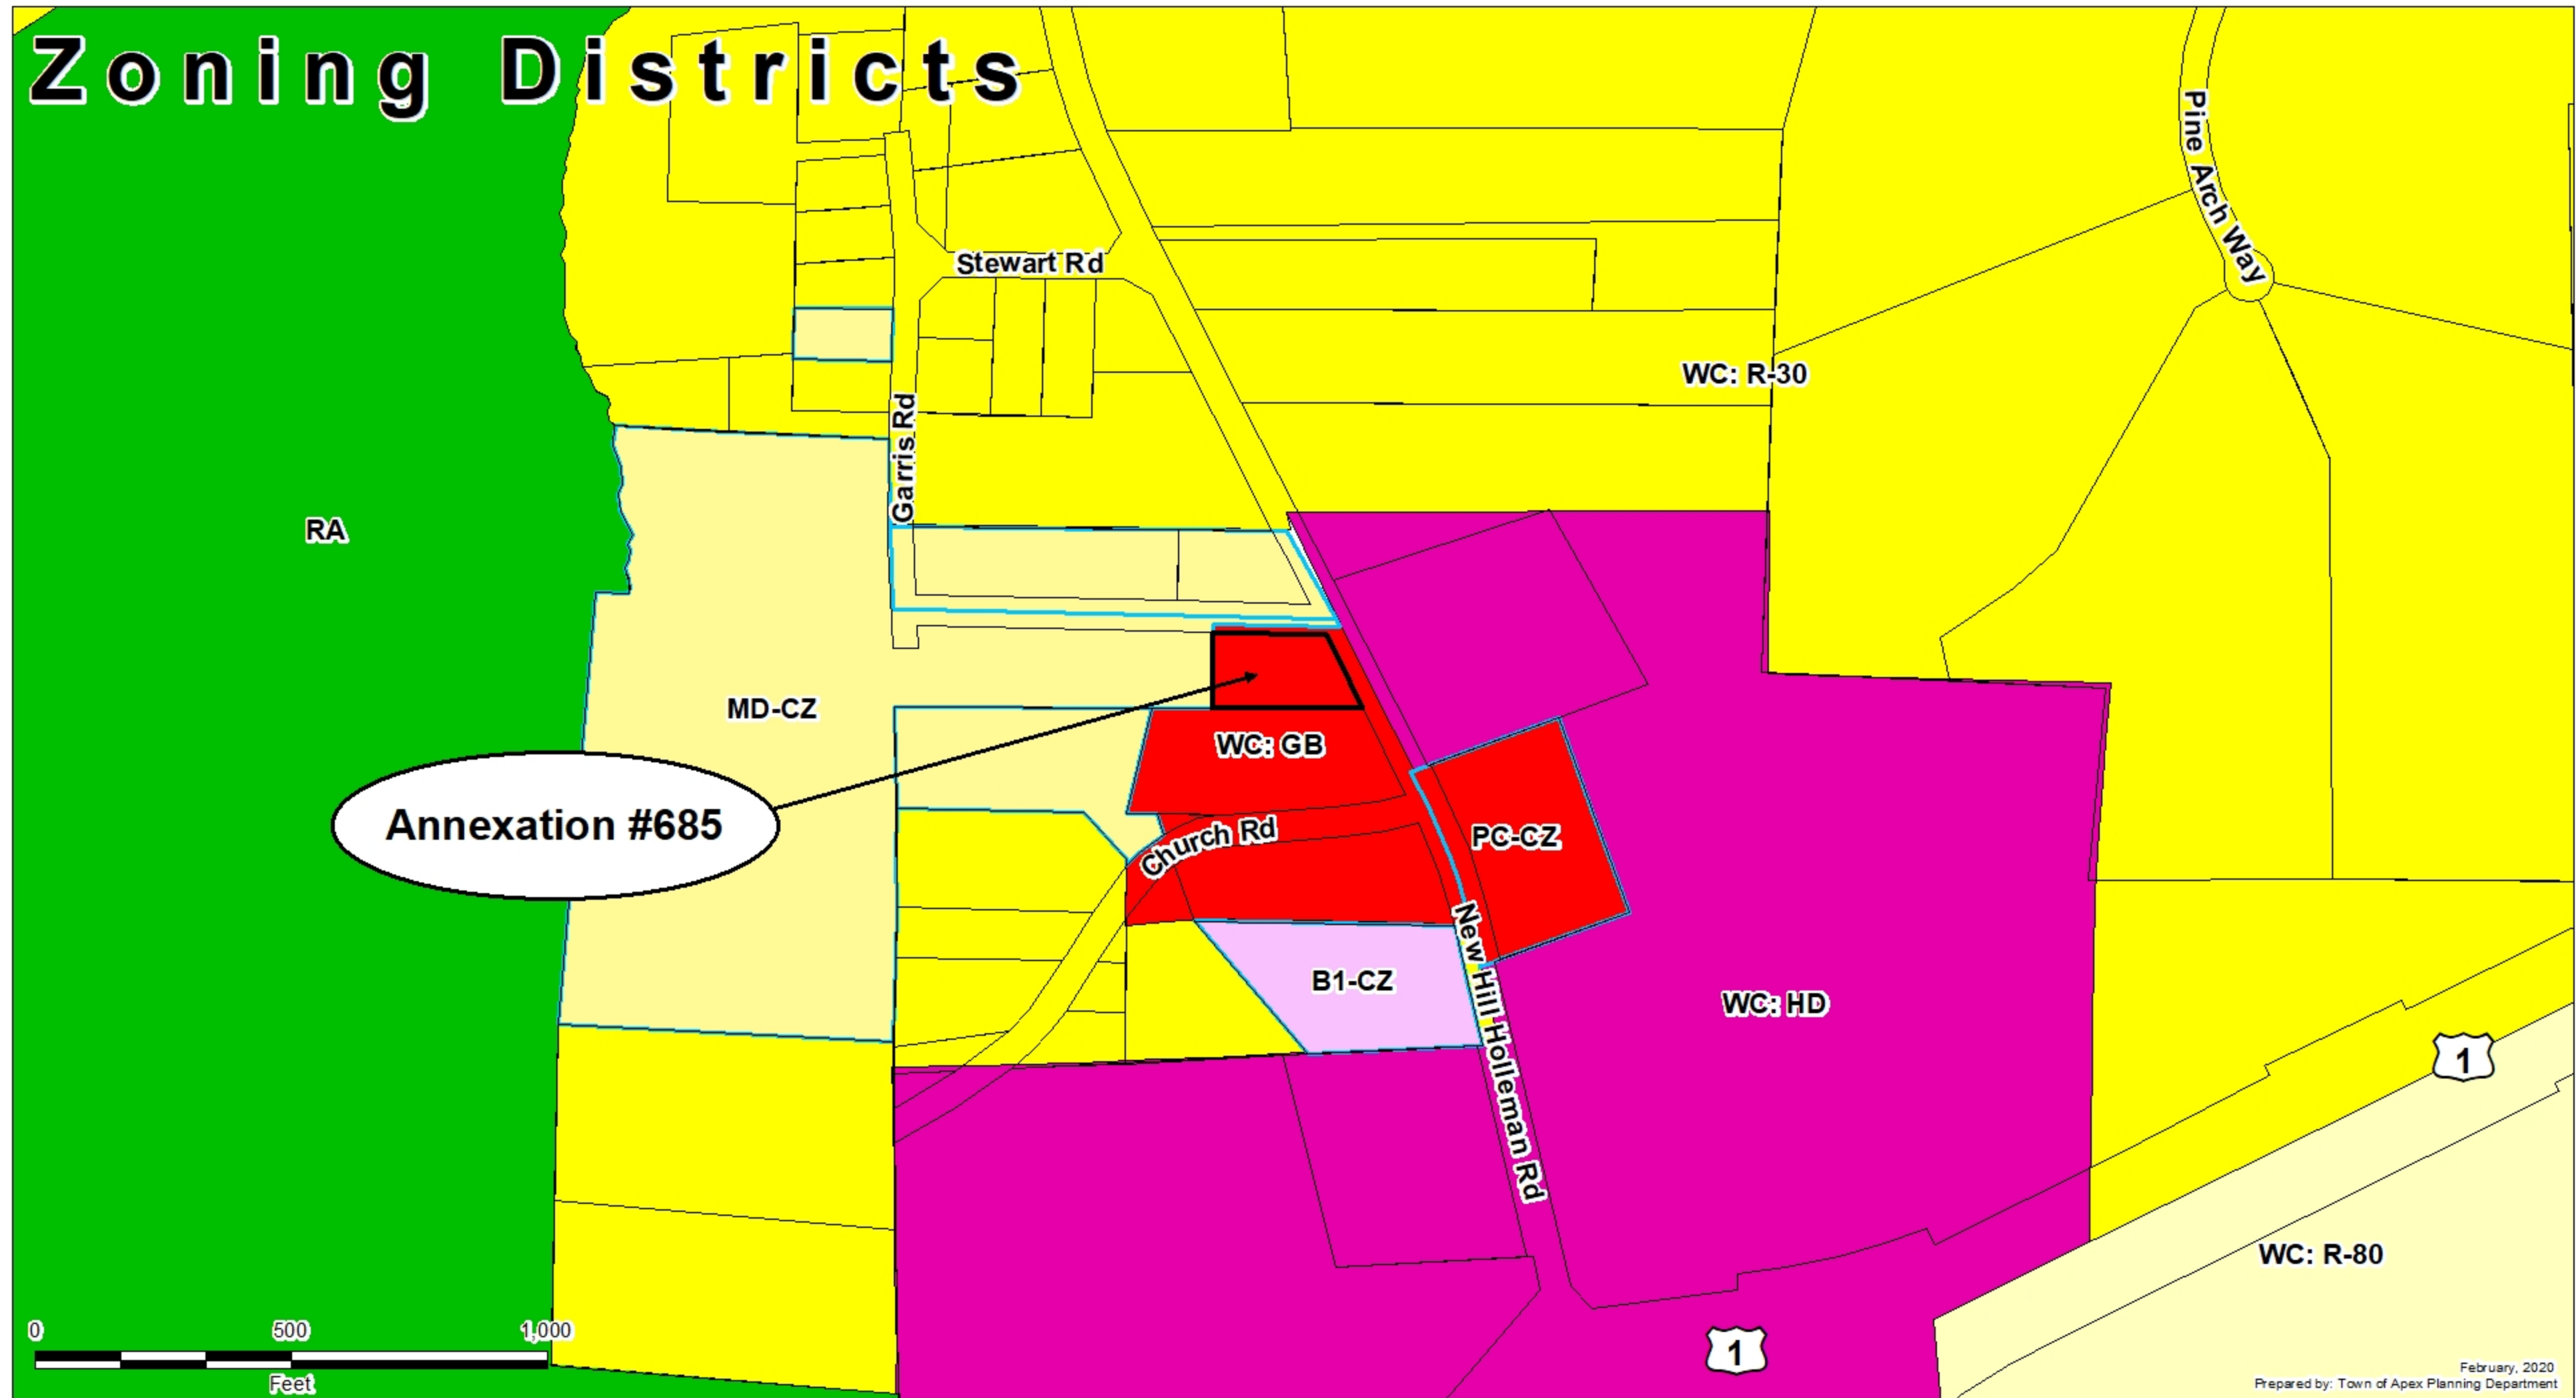 Zoning Districts
Pine Arch Way
Stewart Rd
WC: R-30
Garris Rd
RA
MD-CZ
WC: GB
Annexation #685
Church Rd
PC-CZ
New Hill Holleman Rd
B1-CZ
WC: HD
1
WC: R-80
0 500 1,000
Feet
1
February, 2020
Prepared by: Town of Apex Planning Department